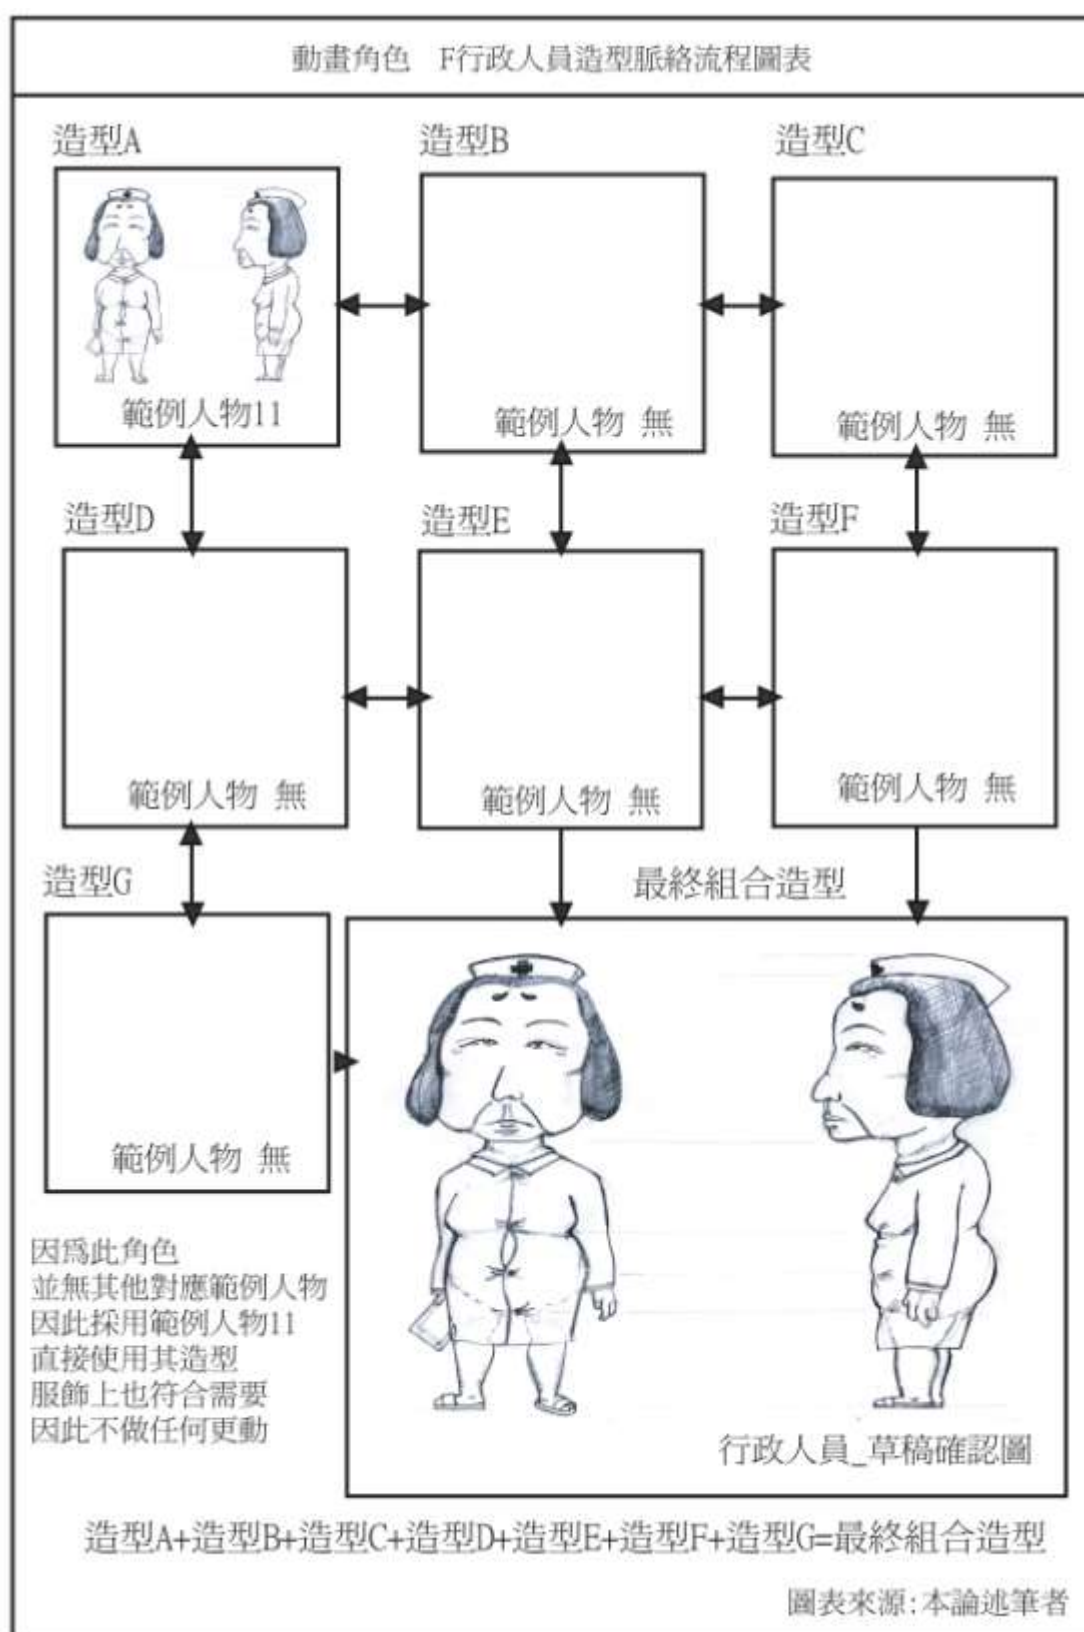 動畫角色　F行政人員造型脈絡流程圖表
造型A
造型B
造型C
範例人物11
範例人物 無
範例人物 無
造型D
造型E
造型F
範例人物 無
範例人物 無
範例人物 無
造型G
最終組合造型
範例人物 無
因爲此角色
並無其他對應範例人物
因此採用範例人物11
直接使用其造型
服飾上也符合需要
因此不做任何更動
行政人員_草稿確認圖
造型A+造型B+造型C+造型D+造型E+造型F+造型G=最終組合造型
圖表來源:本論述筆者